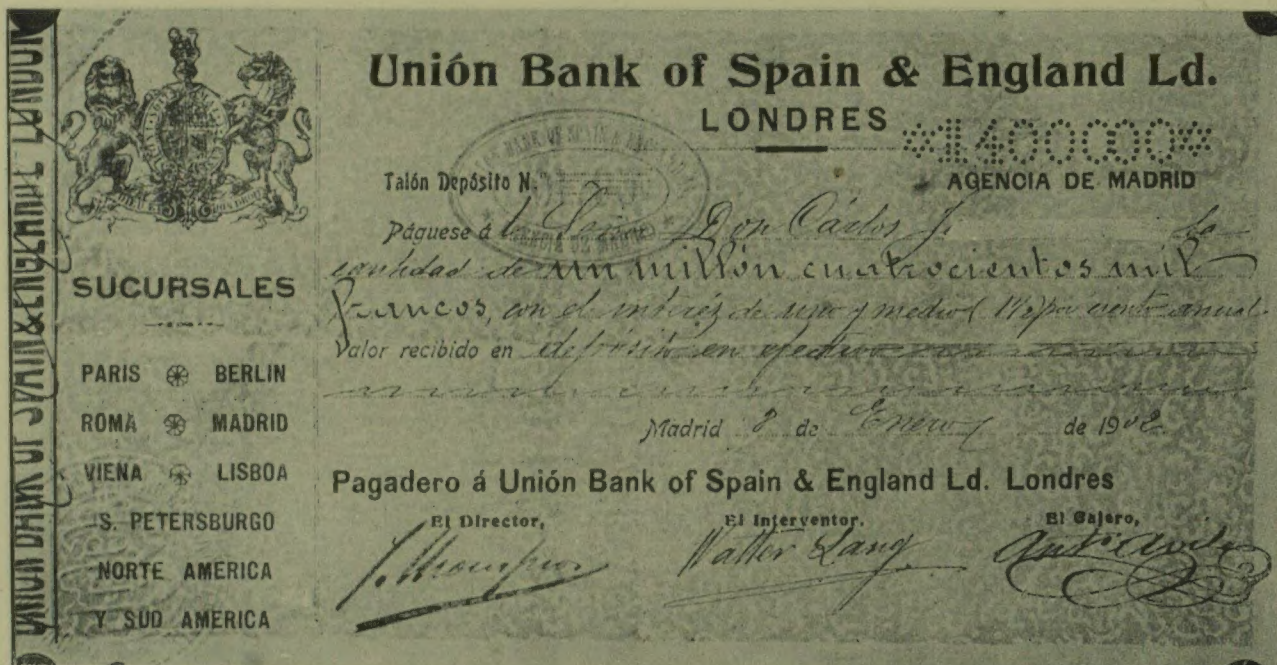 UNION BANK OF SPAIN & ENGLAND LONDON
Unión Bank of Spain & England Ld.
LONDRES
*1400000*
AGENCIA DE MADRID
Talón Depósito N.
Páguese á Don Cárlos J. la
cantidad de un millón cuatrocientos mil
francos, con el interéz de uno y medio ( 1½ ) por ciento anual
Valor recibido en depósito en efectivo
Madrid de Enero de 1902
Pagadero á Unión Bank of Spain & England Ld. Londres
El Director,
El Interventor,
El Cajero,
Walter Lang
SUCURSALES
PARIS BERLIN
ROMA MADRID
VIENA LISBOA
S. PETERSBURGO
NORTE AMERICA
Y SUD AMERICA